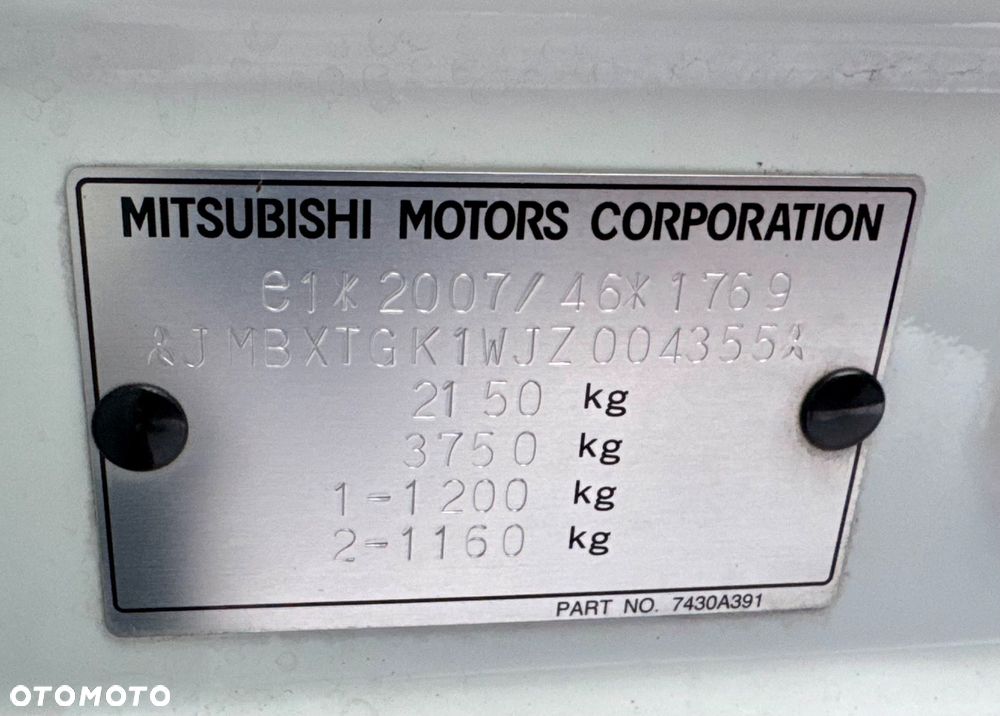 MITSUBISHI MOTORS CORPORATION
e1*2007/46*1769
JMBXTGK1WJZ004355
2150 kg
3750 kg
1-1200 kg
2-1160 kg
PART NO. 7430A391
OTOMOTO